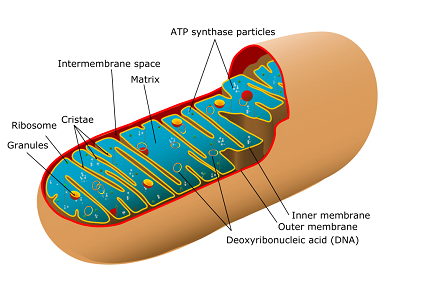 ATP synthase particles
Intermembrane space
Matrix
Cristae
Ribosome
Granules
Inner membrane
Outer membrane
Deoxyribonucleic acid (DNA)